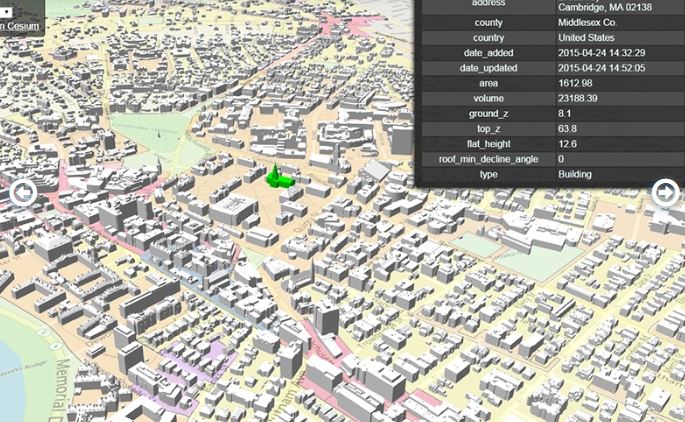 n Cesium
address Cambridge, MA 02138
county Middlesex Co.
country United States
date_added 2015-04-24 14:32:29
date_updated 2015-04-24 14:52:05
area 1612.98
volume 23188.39
ground_z 8.1
top_z 63.8
flat_height 12.6
roof_min_decline_angle 0
type Building
Memorial D